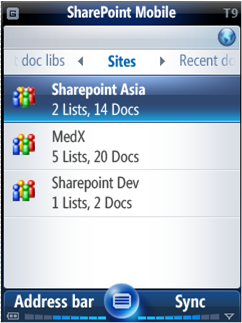 SharePoint Mobile T9
t doc libs Sites Recent do
Sharepoint Asia
2 Lists, 14 Docs
MedX
5 Lists, 20 Docs
Sharepoint Dev
1 Lists, 2 Docs
Address bar Sync